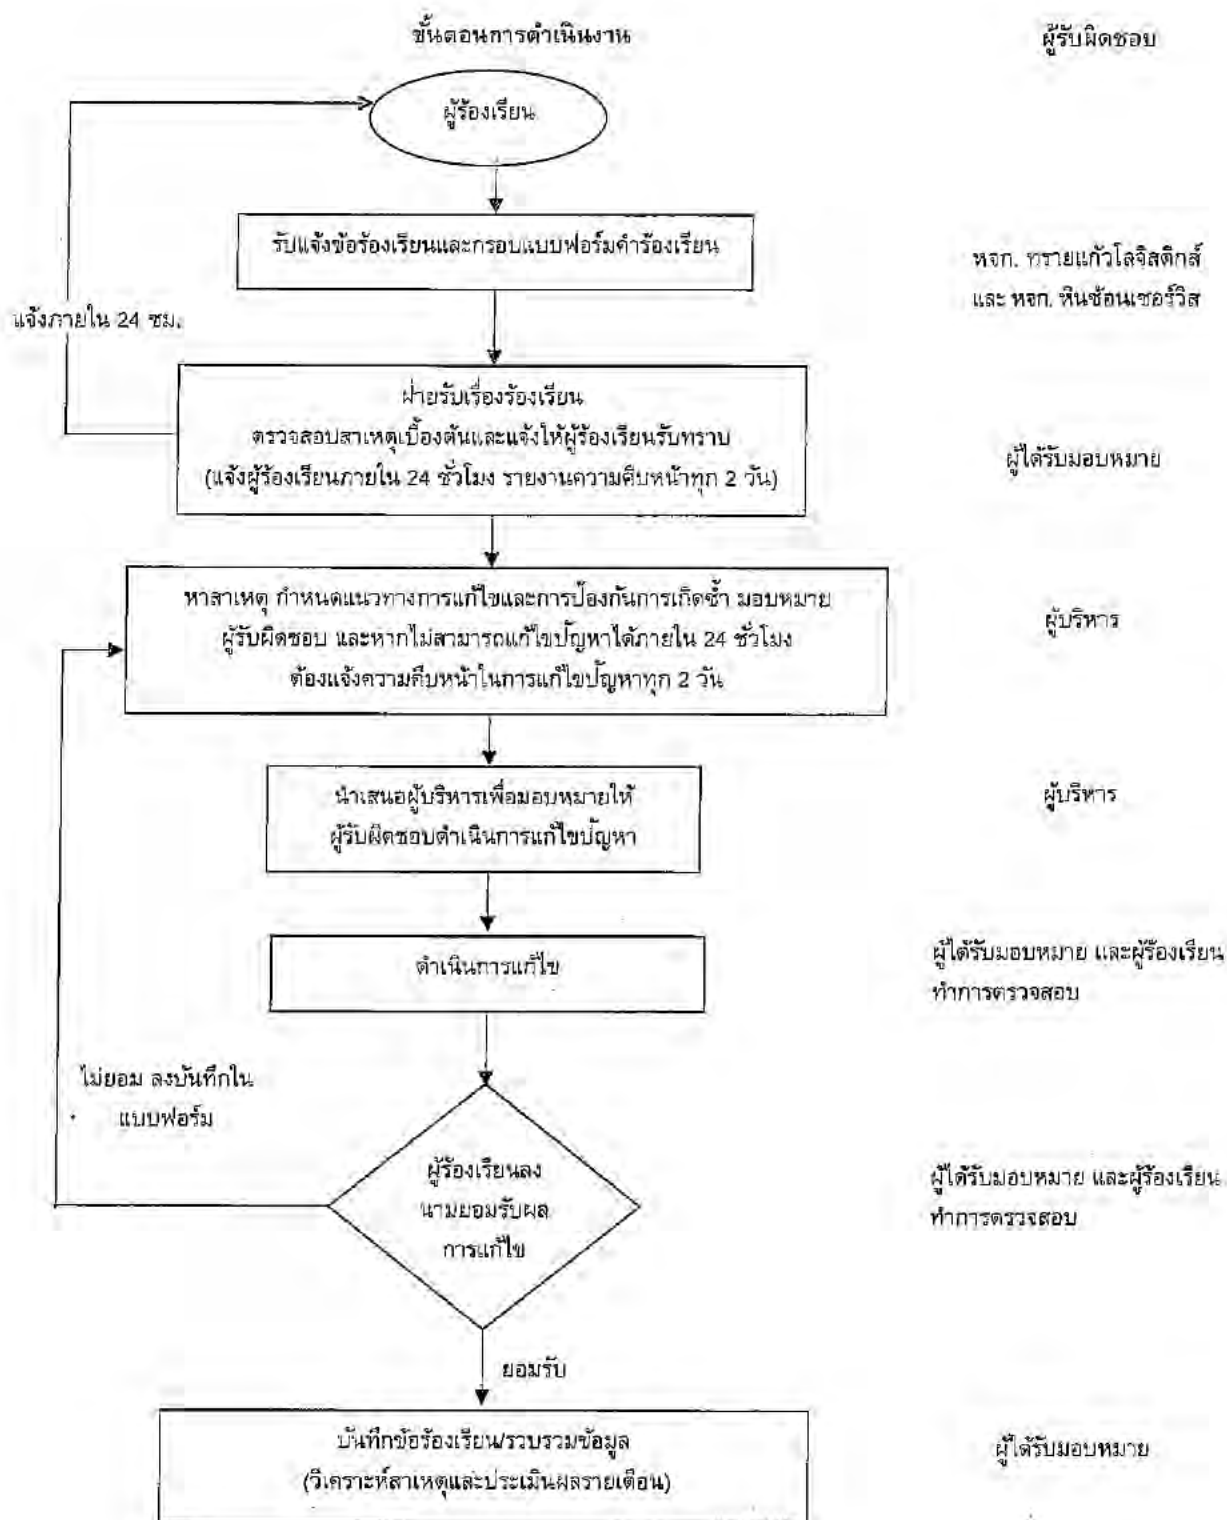 ขั้นตอนการดำเนินงาน
ผู้รับผิดชอบ
ผู้ร้องเรียน
รับแจ้งข้อร้องเรียนและกรอบแบบฟอร์มคำร้องเรียน
หจก. ทรายแก้วโลจิสติกส์
และ หจก. หินซ้อนเซอร์วิส
แจ้งภายใน 24 ชม.
ฝ่ายรับเรื่องร้องเรียน
ตรวจสอบสาเหตุเบื้องต้นและแจ้งให้ผู้ร้องเรียนรับทราบ
(แจ้งผู้ร้องเรียนภายใน 24 ชั่วโมง รายงานความคืบหน้าทุก 2 วัน)
ผู้ได้รับมอบหมาย
หาสาเหตุ กำหนดแนวทางการแก้ไขและการป้องกันการเกิดซ้ำ มอบหมาย
ผู้รับผิดชอบ และหากไม่สามารถแก้ไขปัญหาได้ภายใน 24 ชั่วโมง
ต้องแจ้งความคืบหน้าในการแก้ไขปัญหาทุก 2 วัน
ผู้บริหาร
นำเสนอผู้บริหารเพื่อมอบหมายให้
ผู้รับผิดชอบดำเนินการแก้ไขปัญหา
ผู้บริหาร
ดำเนินการแก้ไข
ผู้ได้รับมอบหมาย และผู้ร้องเรียน
ทำการตรวจสอบ
ไม่ยอม ลงบันทึกใน
แบบฟอร์ม
ผู้ร้องเรียนลง
นามยอมรับผล
การแก้ไข
ผู้ได้รับมอบหมาย และผู้ร้องเรียน
ทำการตรวจสอบ
ยอมรับ
บันทึกข้อร้องเรียน/รวบรวมข้อมูล
(วิเคราะห์สาเหตุและประเมินผลรายเดือน)
ผู้ได้รับมอบหมาย